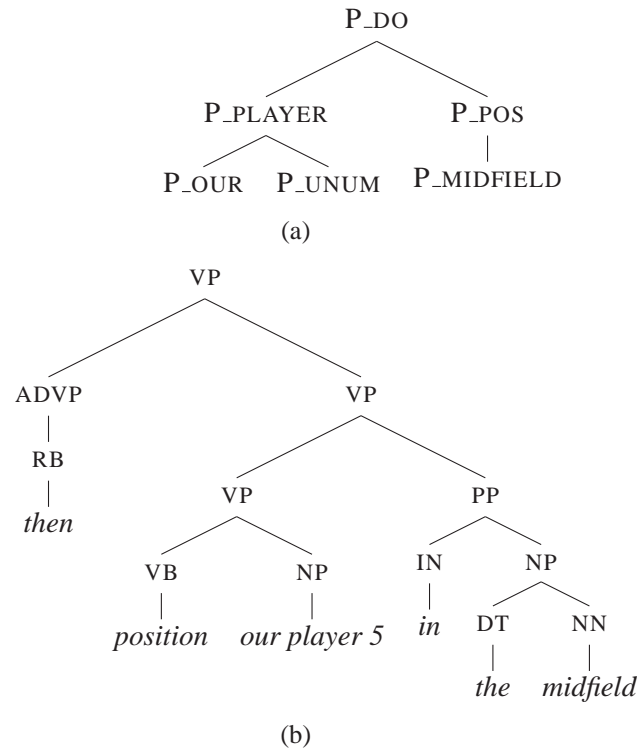 P_DO
P_PLAYER P_POS
P_OUR P_UNUM P_MIDFIELD
(a)
VP
ADVP VP
RB
VP PP
then
VB NP IN NP
position our player 5 in DT NN
the midfield
(b)